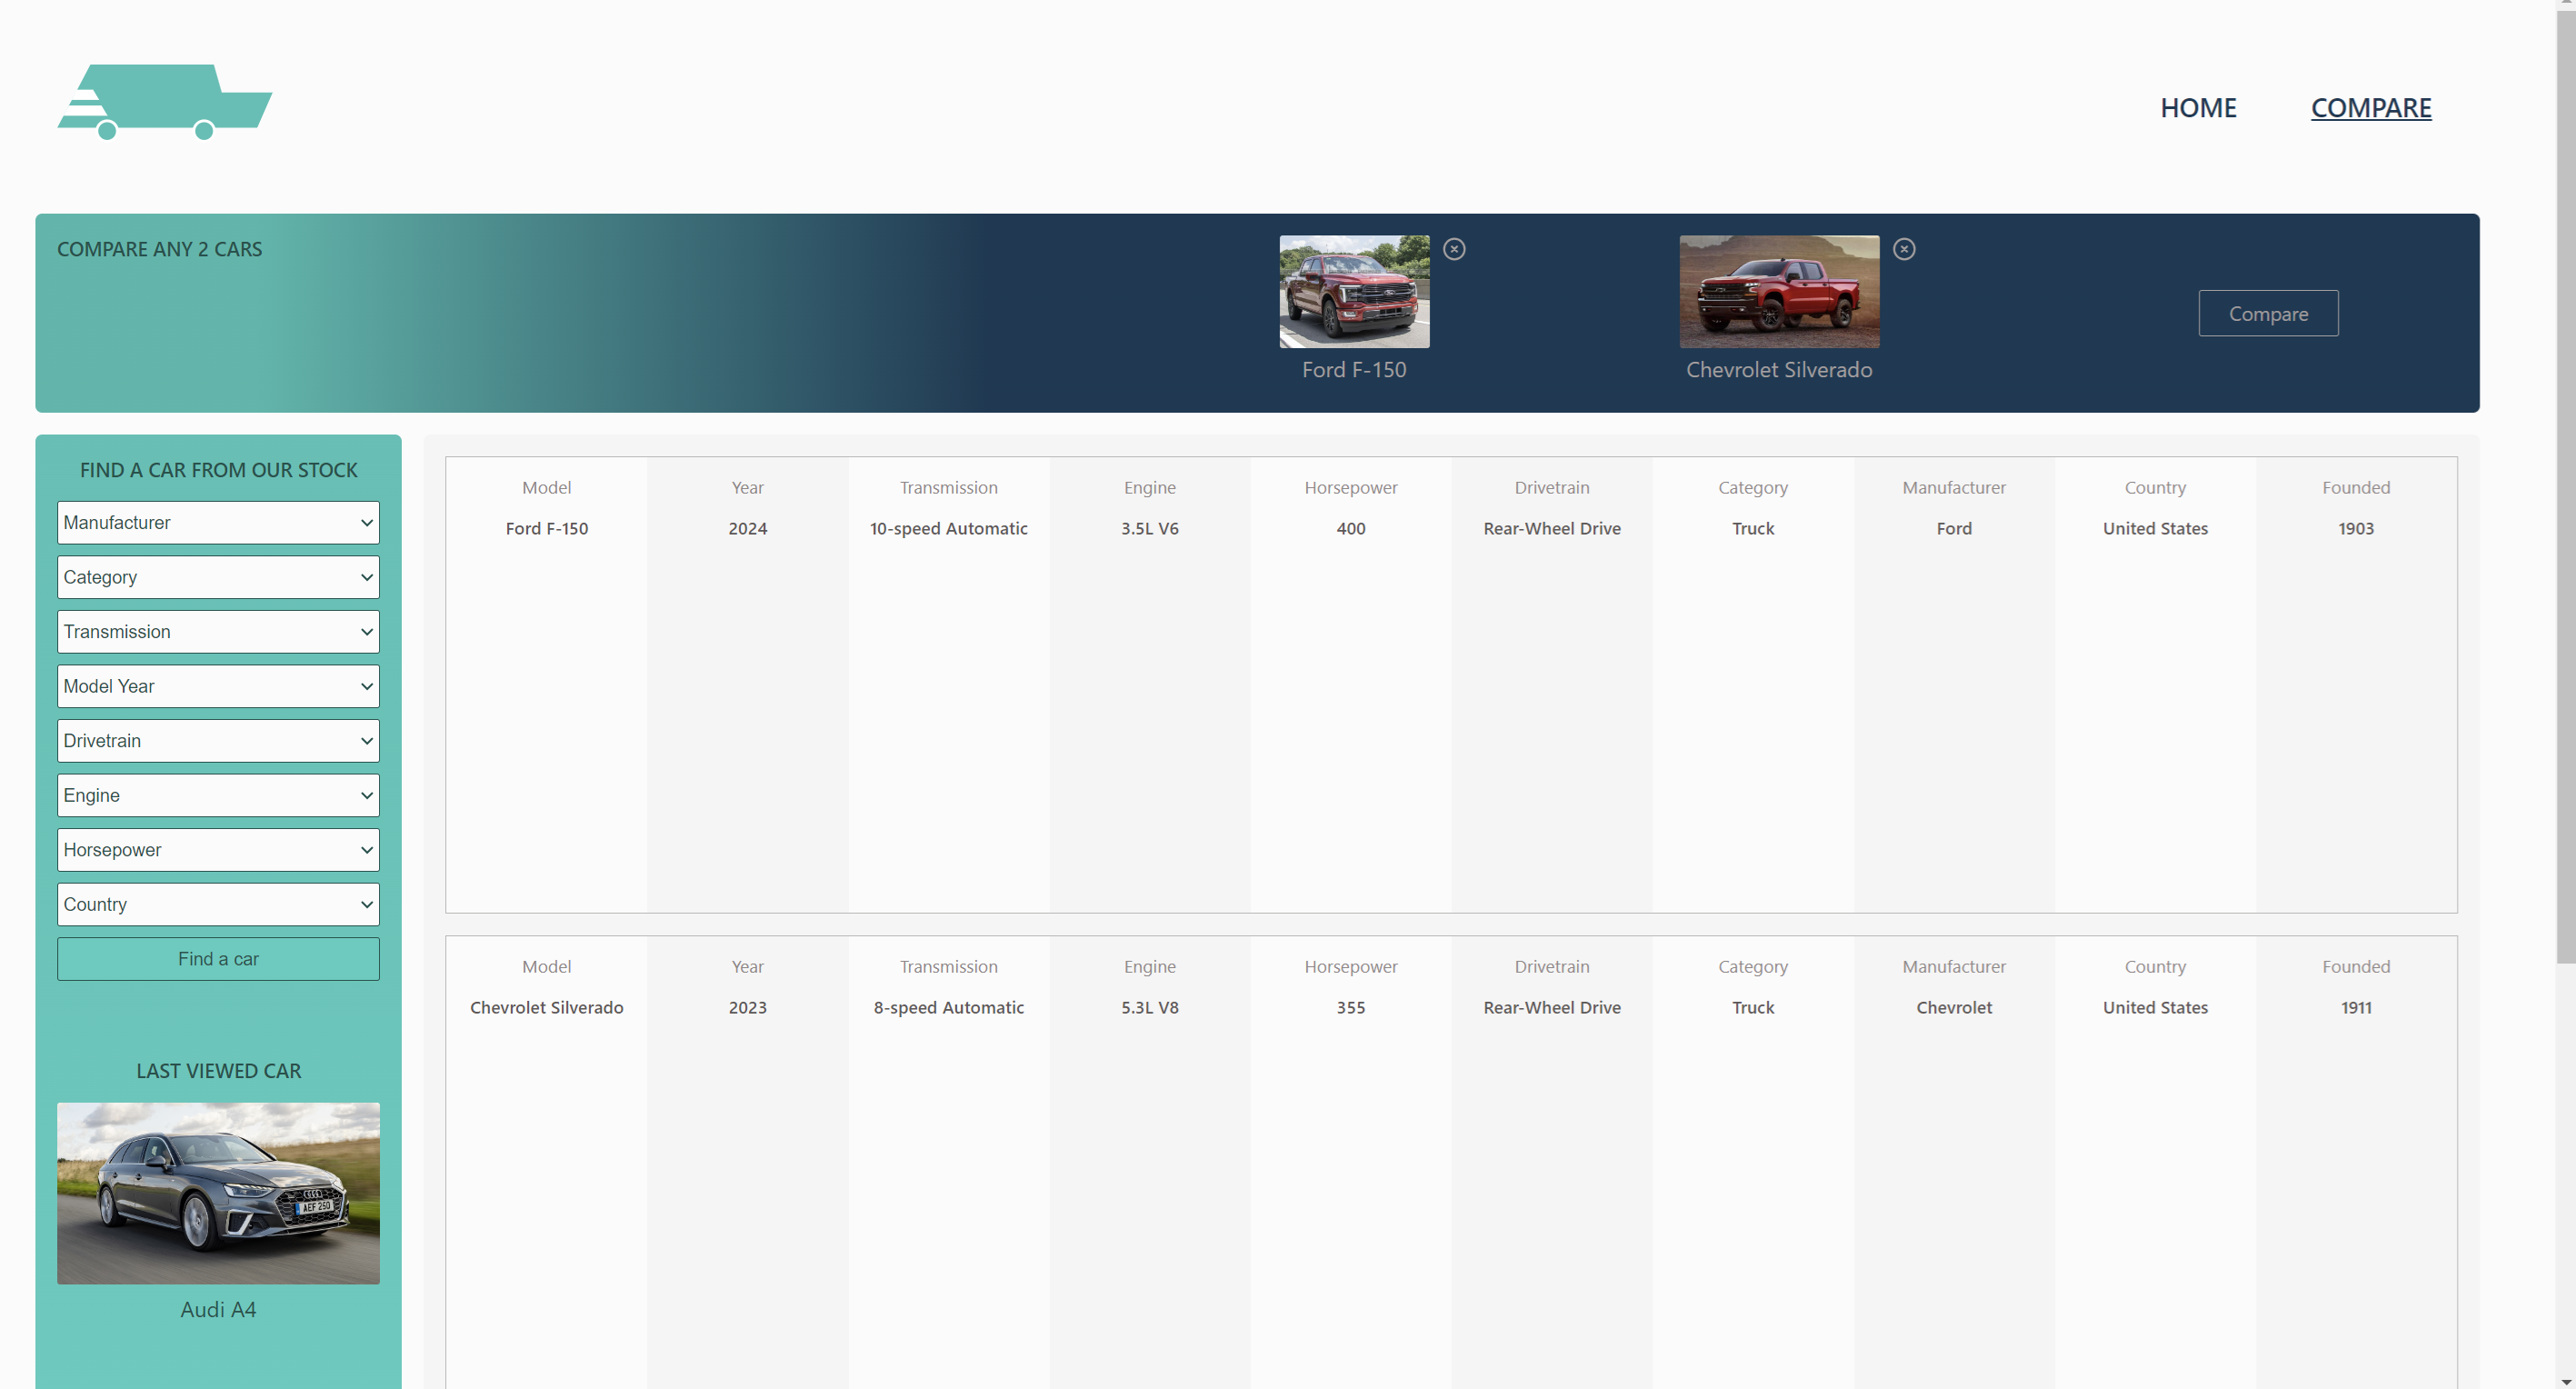 HOME COMPARE
COMPARE ANY 2 CARS
Ford F-150
Chevrolet Silverado
Compare
FIND A CAR FROM OUR STOCK
Manufacturer
Category
Transmission
Model Year
Drivetrain
Engine
Horsepower
Country
Find a car
LAST VIEWED CAR
AEF 250
Audi A4
Model Year Transmission Engine Horsepower Drivetrain Category Manufacturer Country Founded
Ford F-150 2024 10-speed Automatic 3.5L V6 400 Rear-Wheel Drive Truck Ford United States 1903
Model Year Transmission Engine Horsepower Drivetrain Category Manufacturer Country Founded
Chevrolet Silverado 2023 8-speed Automatic 5.3L V8 355 Rear-Wheel Drive Truck Chevrolet United States 1911